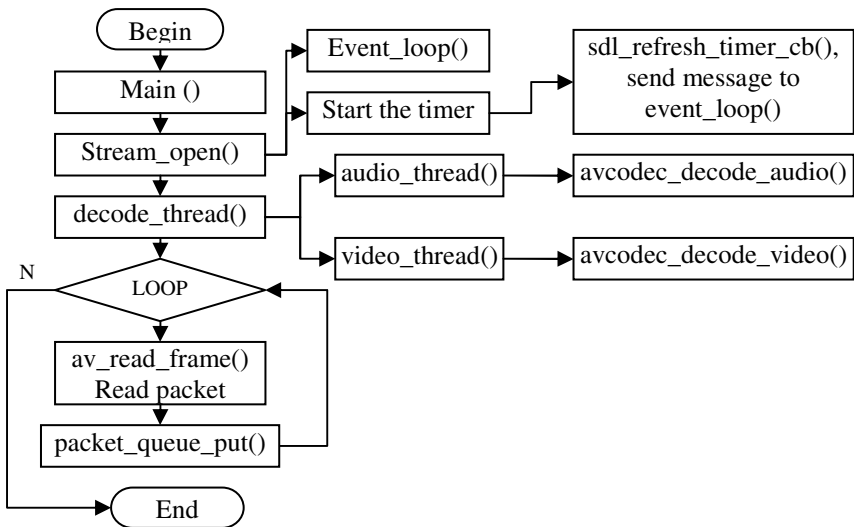 Begin
Main ()
Stream_open()
Event_loop()
Start the timer
sdl_refresh_timer_cb(),
send message to
event_loop()
decode_thread()
audio_thread()
avcodec_decode_audio()
video_thread()
avcodec_decode_video()
N
LOOP
av_read_frame()
Read packet
packet_queue_put()
End